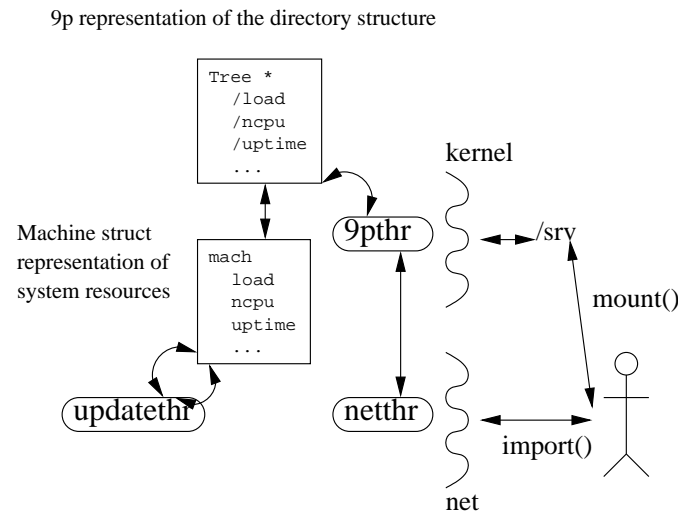 9p representation of the directory structure
Tree *
/load
/ncpu
/uptime
...
kernel
Machine struct
representation of
system resources
9pthr
/srv
mach
load
ncpu
uptime
...
mount()
updatethr
netthr
import()
net